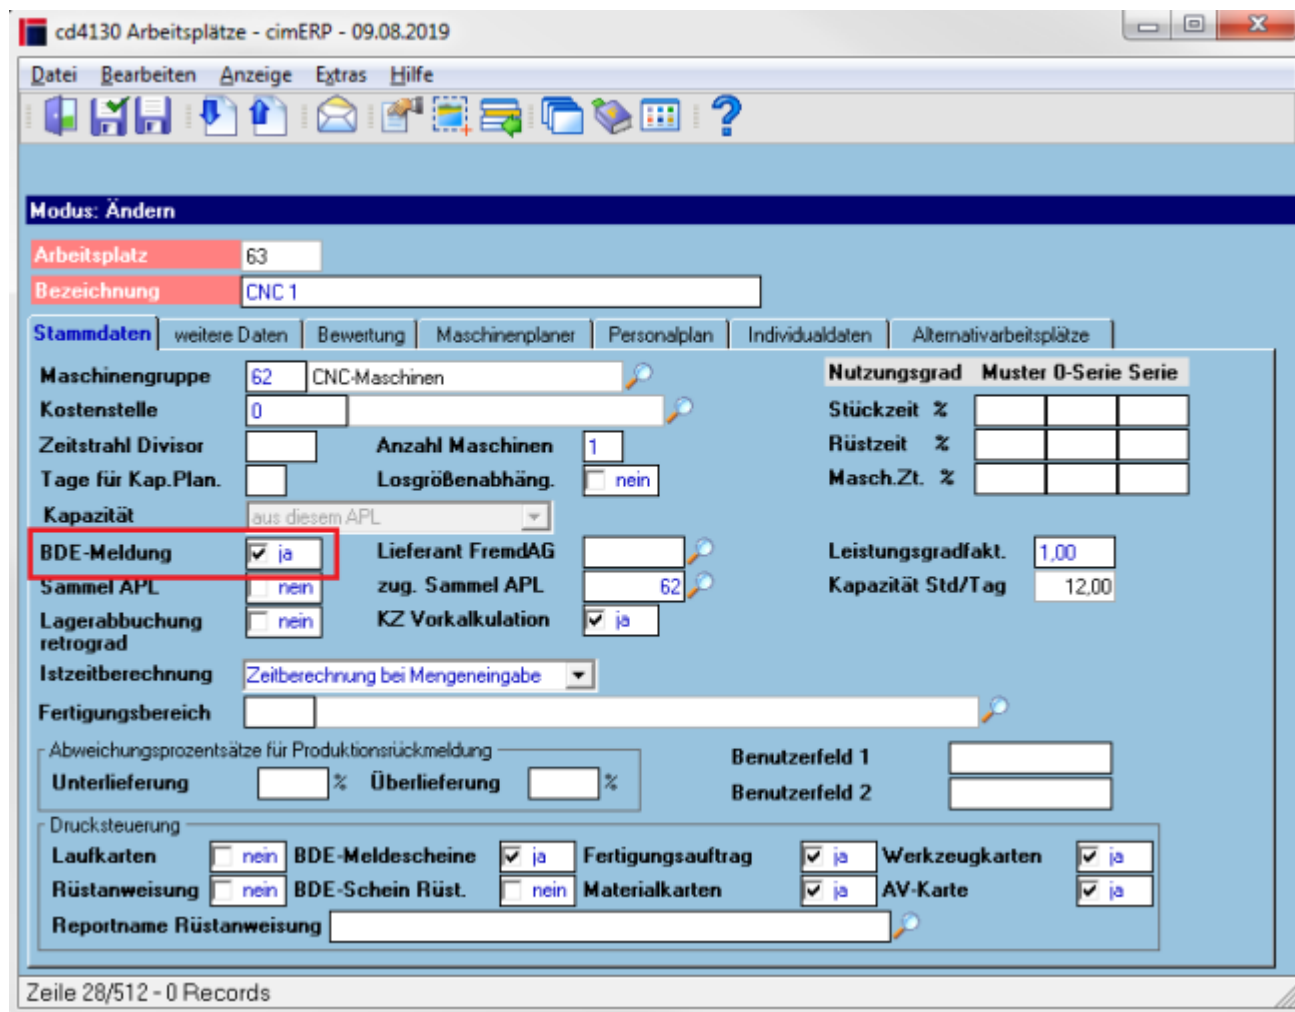 cd4130 Arbeitsplätze - cimERP - 09.08.2019
Datei Bearbeiten Anzeige Extras Hilfe
Modus: Ändern
Arbeitsplatz 63
Bezeichnung CNC 1
Stammdaten weitere Daten Bewertung Maschinenplaner Personalplan Individualdaten Alternativarbeitsplätze
Maschinengruppe 62 CNC-Maschinen Nutzungsgrad Muster 0-Serie Serie
Kostenstelle 0 Stückzeit %
Zeitstrahl Divisor Anzahl Maschinen 1 Rüstzeit %
Tage für Kap.Plan. Losgrößenabhäng. nein Masch.Zt. %
Kapazität aus diesem APL
BDE-Meldung ja Lieferant FremdAG Leistungsgradfakt. 1,00
Sammel APL nein zug. Sammel APL 62 Kapazität Std/Tag 12,00
Lagerabbuchung nein KZ Vorkalkulation ja
retrograd
Istzeitberechnung Zeitberechnung bei Mengeneingabe
Fertigungsbereich
Abweichungsprozentsätze für Produktionsrückmeldung Benutzerfeld 1
Unterlieferung % Überlieferung % Benutzerfeld 2
Drucksteuerung
Laufkarten nein BDE-Meldescheine ja Fertigungsauftrag ja Werkzeugkarten ja
Rüstanweisung nein BDE-Schein Rüst. nein Materialkarten ja AV-Karte ja
Reportname Rüstanweisung
Zeile 28/512 - 0 Records